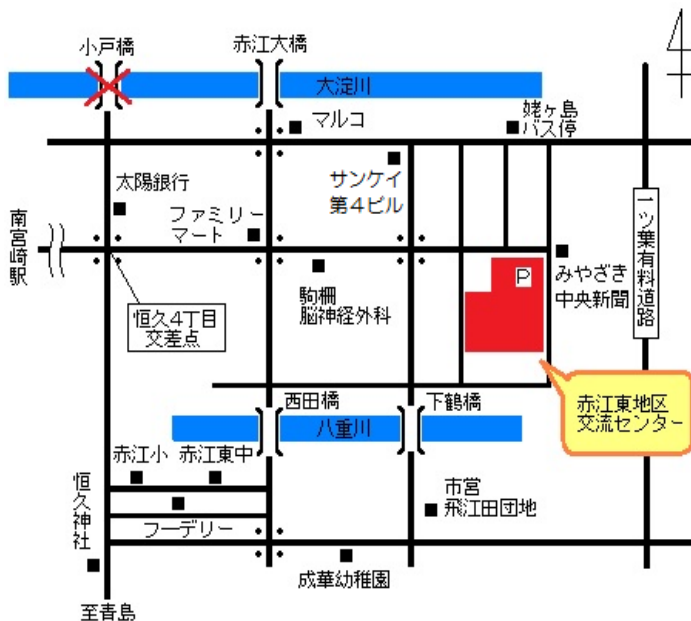 小戸橋
赤江大橋
大淀川
マルコ
姥ヶ島
バス停
サンケイ
第4ビル
太陽銀行
ファミリー
マート
南宮崎駅
一ツ葉有料道路
P
みやざき
中央新聞
駒柵
脳神経外科
恒久4丁目
交差点
赤江東地区
交流センター
西田橋
下鶴橋
八重川
赤江小
赤江東中
恒久神社
フーデリー
市営
飛江田団地
成華幼稚園
至青島